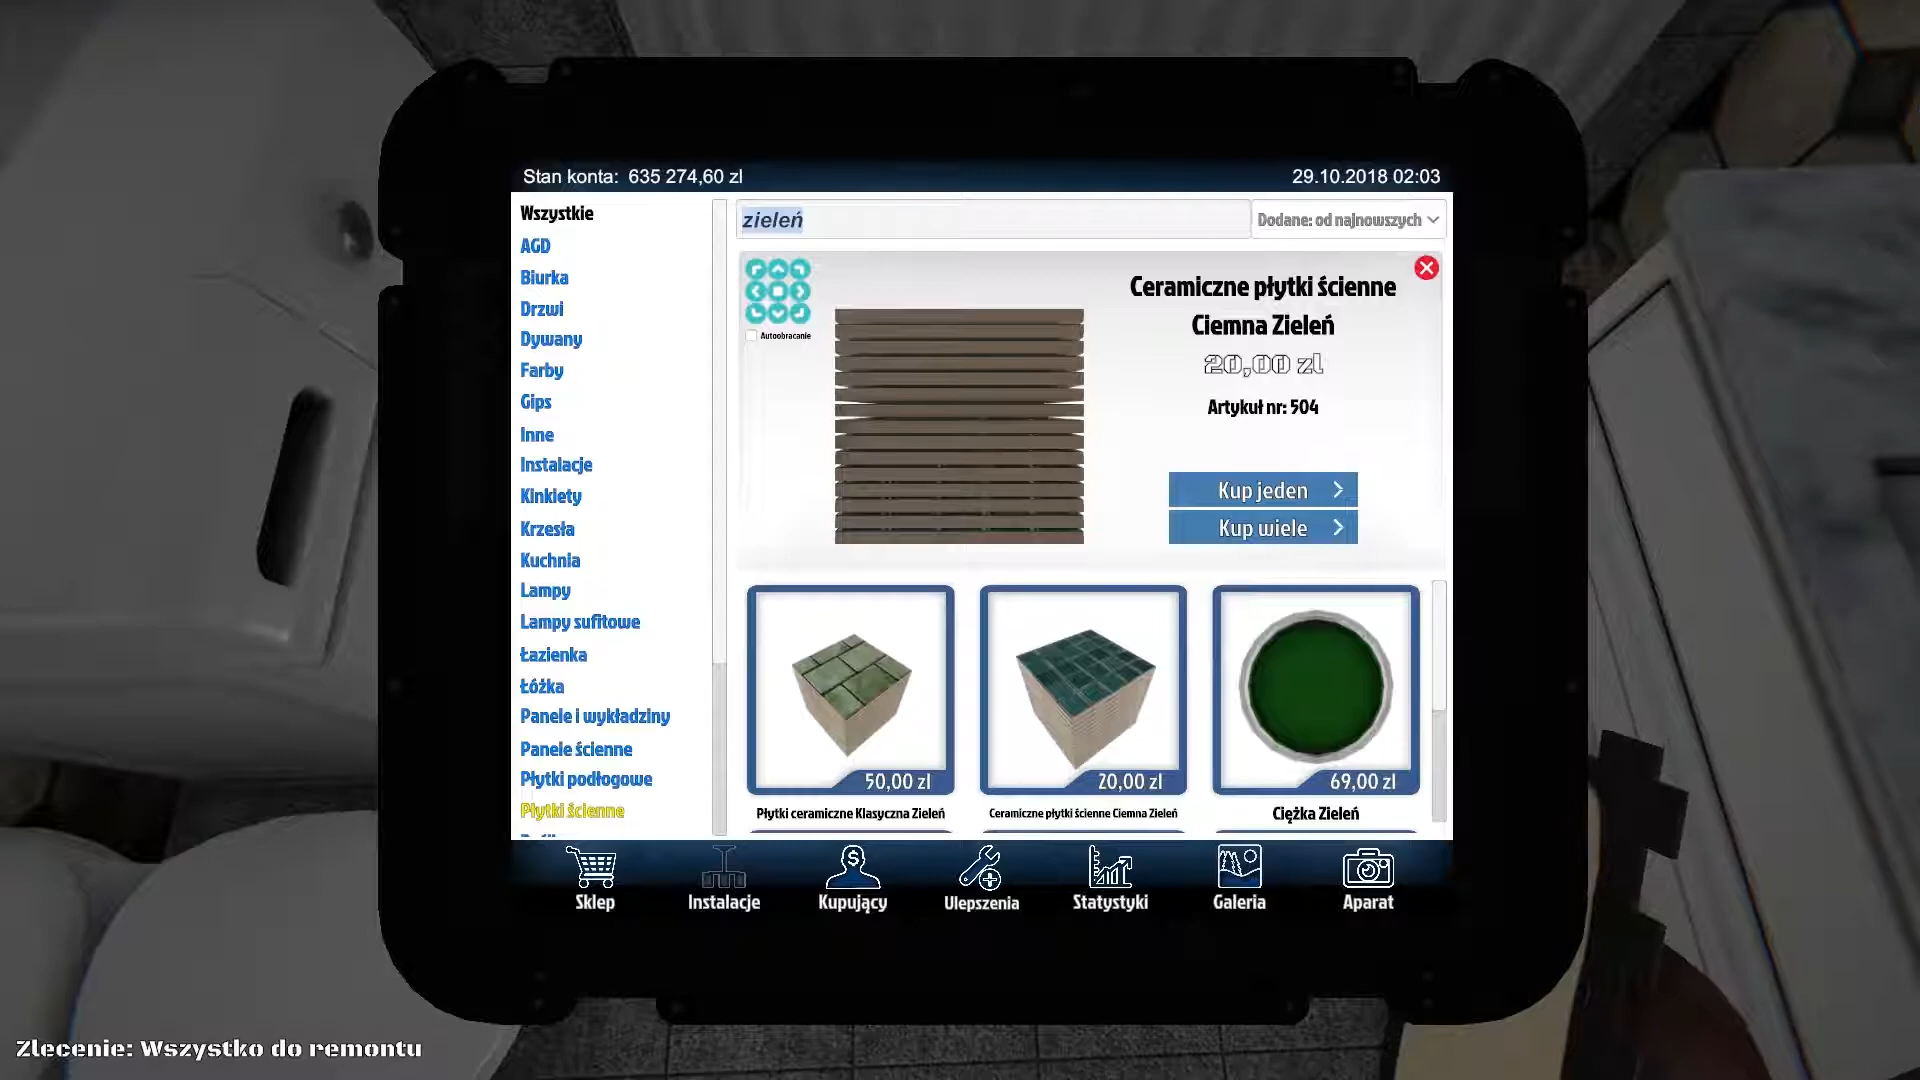 Stan konta: 635 274,60 zl
29.10.2018 02:03
Wszystkie
AGD
Biurka
Drzwi
Dywany
Farby
Gips
Inne
Instalacje
Kinkiety
Krzesła
Kuchnia
Lampy
Lampy sufitowe
Łazienka
Łóżka
Panele i wykładziny
Panele ścienne
Płytki podłogowe
Płytki ścienne
zieleń
Dodane: od najnowszych
Autoobracanie
Ceramiczne płytki ścienne
Ciemna Zieleń
20,00 zl
Artykuł nr: 504
Kup jeden
Kup wiele
50,00 zl
Płytki ceramiczne Klasyczna Zieleń
20,00 zl
Ceramiczne płytki ścienne Ciemna Zieleń
69,00 zl
Ciężka Zieleń
Sklep
Instalacje
Kupujący
Ulepszenia
Statystyki
Galeria
Aparat
Zlecenie: Wszystko do remontu